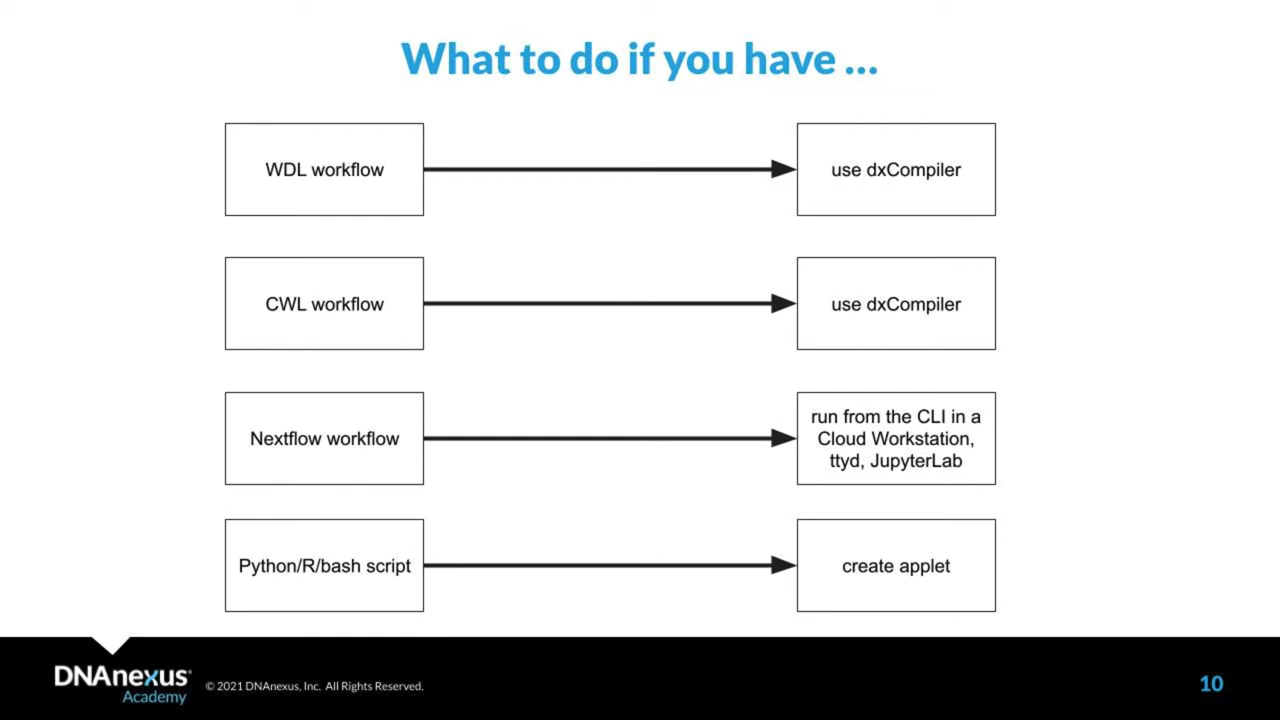 What to do if you have ...
WDL workflow
use dxCompiler
CWL workflow
use dxCompiler
Nextflow workflow
run from the CLI in a
Cloud Workstation,
ttyd, JupyterLab
Python/R/bash script
create applet
DNAnexus
Academy
© 2021 DNAnexus, Inc. All Rights Reserved.
10